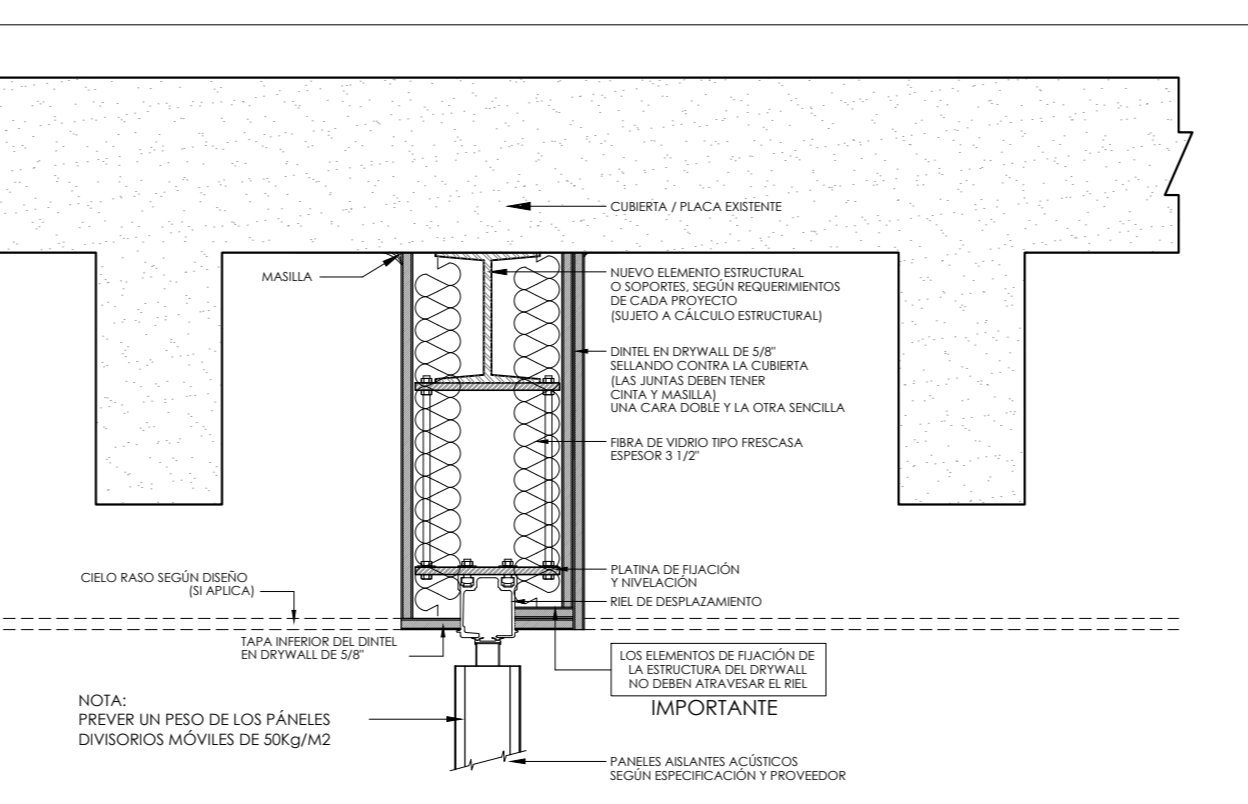 CUBIERTA / PLACA EXISTENTE
MASILLA
NUEVO ELEMENTO ESTRUCTURAL
O SOPORTES, SEGÚN REQUERIMIENTOS
DE CADA PROYECTO
(SUJETO A CÁLCULO ESTRUCTURAL)
DINTEL EN DRYWALL DE 5/8"
SELLANDO CONTRA LA CUBIERTA
(LAS JUNTAS DEBEN TENER
CINTA Y MASILLA)
UNA CARA DOBLE Y LA OTRA SENCILLA
FIBRA DE VIDRIO TIPO FRESCASA
ESPESOR 3 1/2"
PLATINA DE FIJACIÓN
Y NIVELACIÓN
CIELO RASO SEGÚN DISEÑO
(SI APLICA)
RIEL DE DESPLAZAMIENTO
TAPA INFERIOR DEL DINTEL
EN DRYWALL DE 5/8"
LOS ELEMENTOS DE FIJACIÓN DE
LA ESTRUCTURA DEL DRYWALL
NO DEBEN ATRAVESAR EL RIEL
IMPORTANTE
NOTA:
PREVER UN PESO DE LOS PÁNELES
DIVISORIOS MÓVILES DE 50Kg/M2
PANELES AISLANTES ACÚSTICOS
SEGÚN ESPECIFICACIÓN Y PROVEEDOR